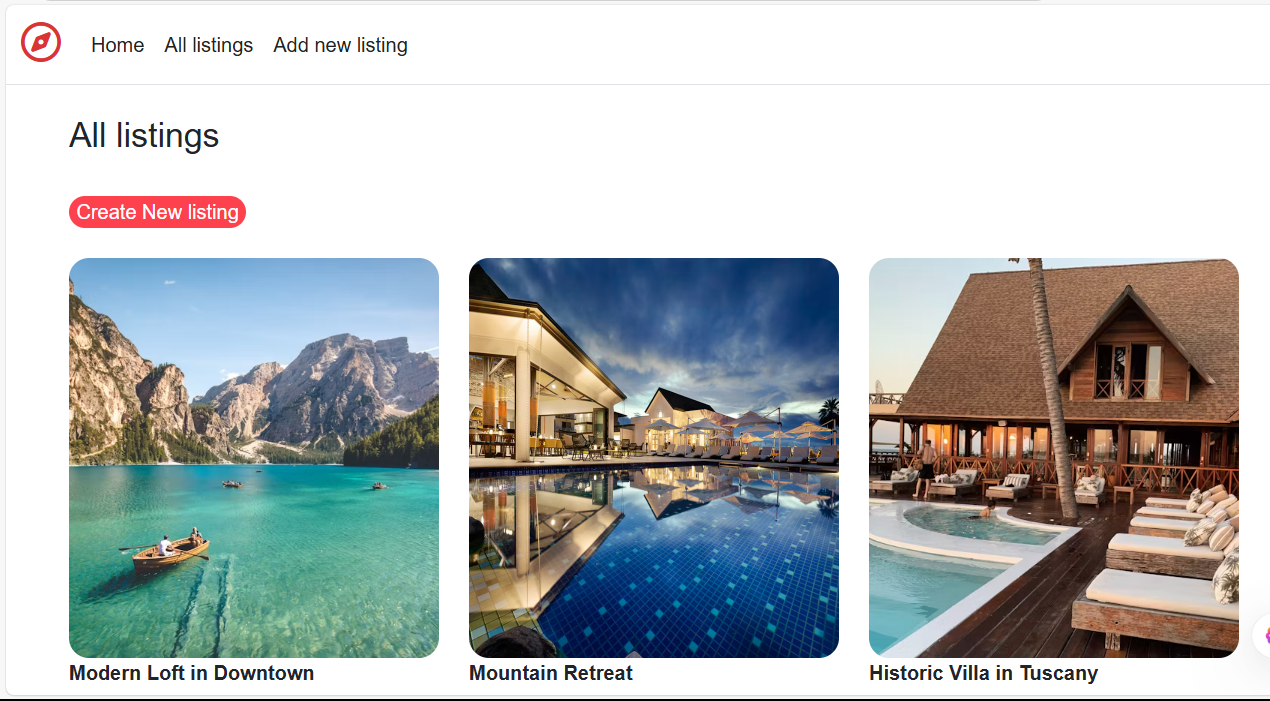 Home All listings Add new listing
All listings
Create New listing
Modern Loft in Downtown Mountain Retreat Historic Villa in Tuscany